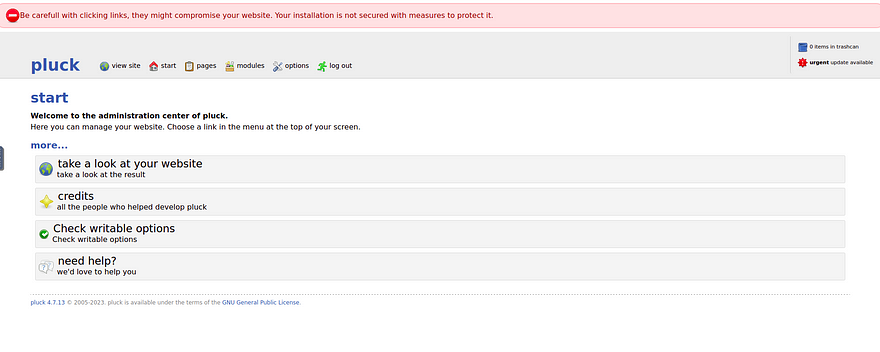 Be carefull with clicking links, they might compromise your website. Your installation is not secured with measures to protect it.
0 items in trashcan
pluck view site start pages modules options log out
urgent update available
start
Welcome to the administration center of pluck.
Here you can manage your website. Choose a link in the menu at the top of your screen.
more...
take a look at your website
take a look at the result
credits
all the people who helped develop pluck
Check writable options
Check writable options
need help?
we'd love to help you
pluck 4.7.13 © 2005-2023. pluck is available under the terms of the GNU General Public License.